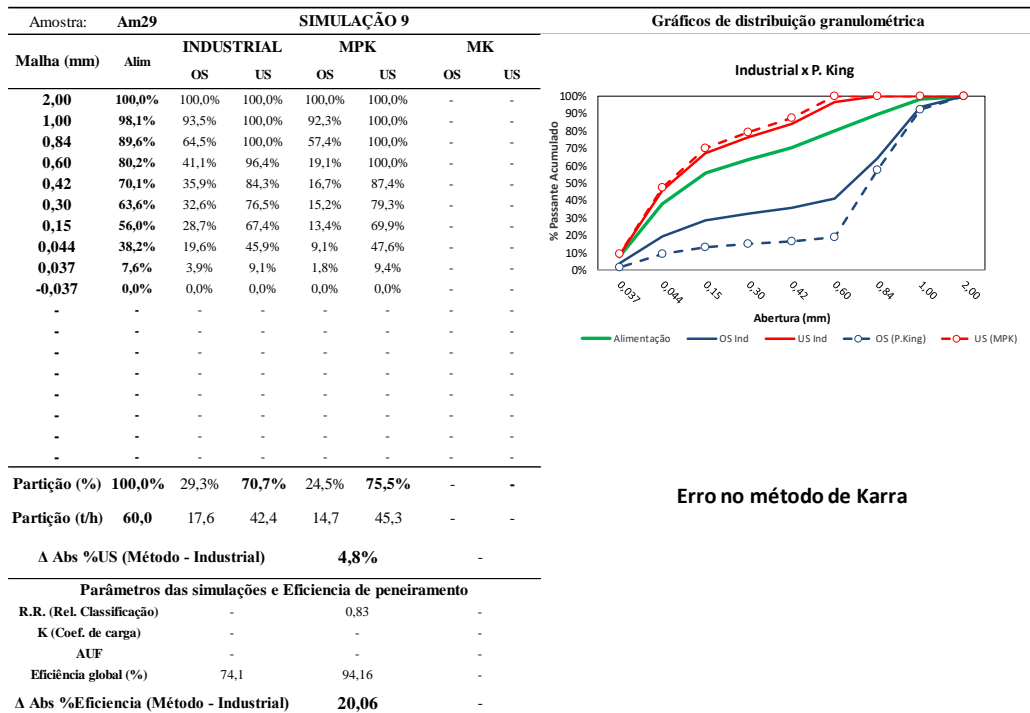 Amostra: Am29 SIMULAÇÃO 9 Gráficos de distribuição granulométrica
Malha (mm) Alim INDUSTRIAL MPK MK
OS US OS US OS US
2,00 100,0% 100,0% 100,0% 100,0% 100,0% - -
1,00 98,1% 93,5% 100,0% 92,3% 100,0% - -
0,84 89,6% 64,5% 100,0% 57,4% 100,0% - -
0,60 80,2% 41,1% 96,4% 19,1% 100,0% - -
0,42 70,1% 35,9% 84,3% 16,7% 87,4% - -
0,30 63,6% 32,6% 76,5% 15,2% 79,3% - -
0,15 56,0% 28,7% 67,4% 13,4% 69,9% - -
0,044 38,2% 19,6% 45,9% 9,1% 47,6% - -
0,037 7,6% 3,9% 9,1% 1,8% 9,4% - -
-0,037 0,0% 0,0% 0,0% 0,0% 0,0% - -
- - - - - - - -
- - - - - - - -
- - - - - - - -
- - - - - - - -
- - - - - - - -
- - - - - - - -
- - - - - - - -
- - - - - - - -
Partição (%) 100,0% 29,3% 70,7% 24,5% 75,5% - -
Partição (t/h) 60,0 17,6 42,4 14,7 45,3 - -
Δ Abs %US (Método - Industrial) 4,8% -
Parâmetros das simulações e Eficiencia de peneiramento
R.R. (Rel. Classificação) - 0,83 -
K (Coef. de carga) - - -
AUF - - -
Eficiência global (%) 74,1 94,16 -
Δ Abs %Eficiencia (Método - Industrial) 20,06 -
Industrial x P. King
% Passante Acumulado
100%
90%
80%
70%
60%
50%
40%
30%
20%
10%
0%
0,037 0,044 0,15 0,30 0,42 0,60 0,84 1,00 2,00
Abertura (mm)
Alimentação OS Ind US Ind OS (P.King) US (MPK)
Erro no método de Karra